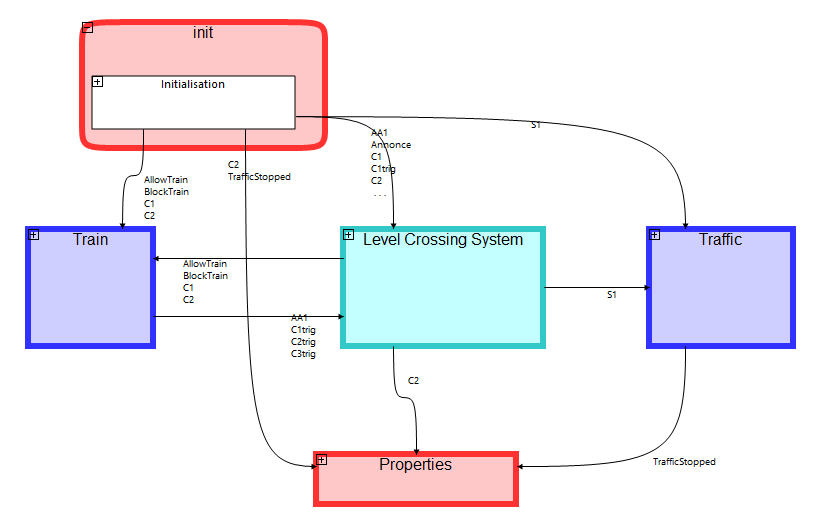 init
Initialisation
S1
AA1
Annonce
C1
C1trig
C2
...
C2
TrafficStopped
AllowTrain
BlockTrain
C1
C2
Train
Level Crossing System
Traffic
AllowTrain
BlockTrain
C1
C2
S1
AA1
C1trig
C2trig
C3trig
C2
Properties
TrafficStopped